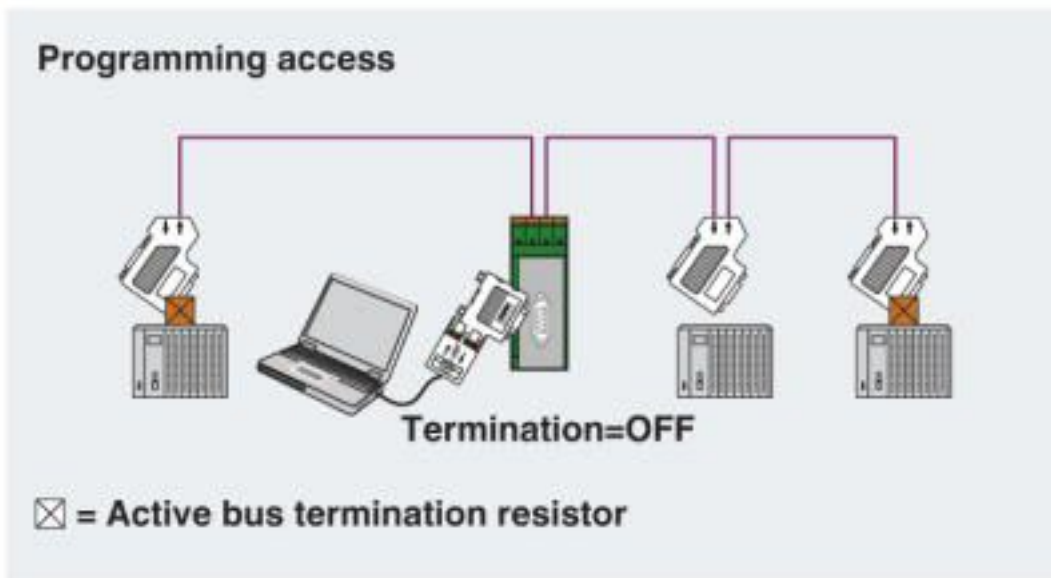 Programming access
Termination=OFF
= Active bus termination resistor